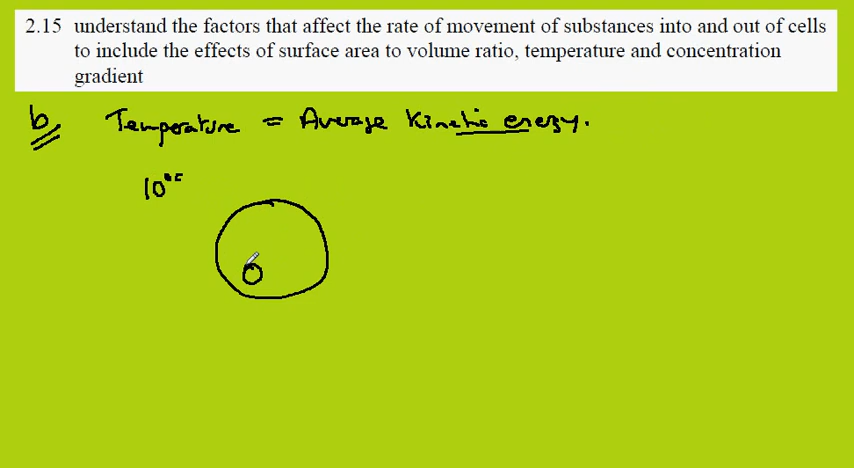 2.15 understand the factors that affect the rate of movement of substances into and out of cells
to include the effects of surface area to volume ratio, temperature and concentration
gradient
b Temperature = Average Kinetic energy.
10°C